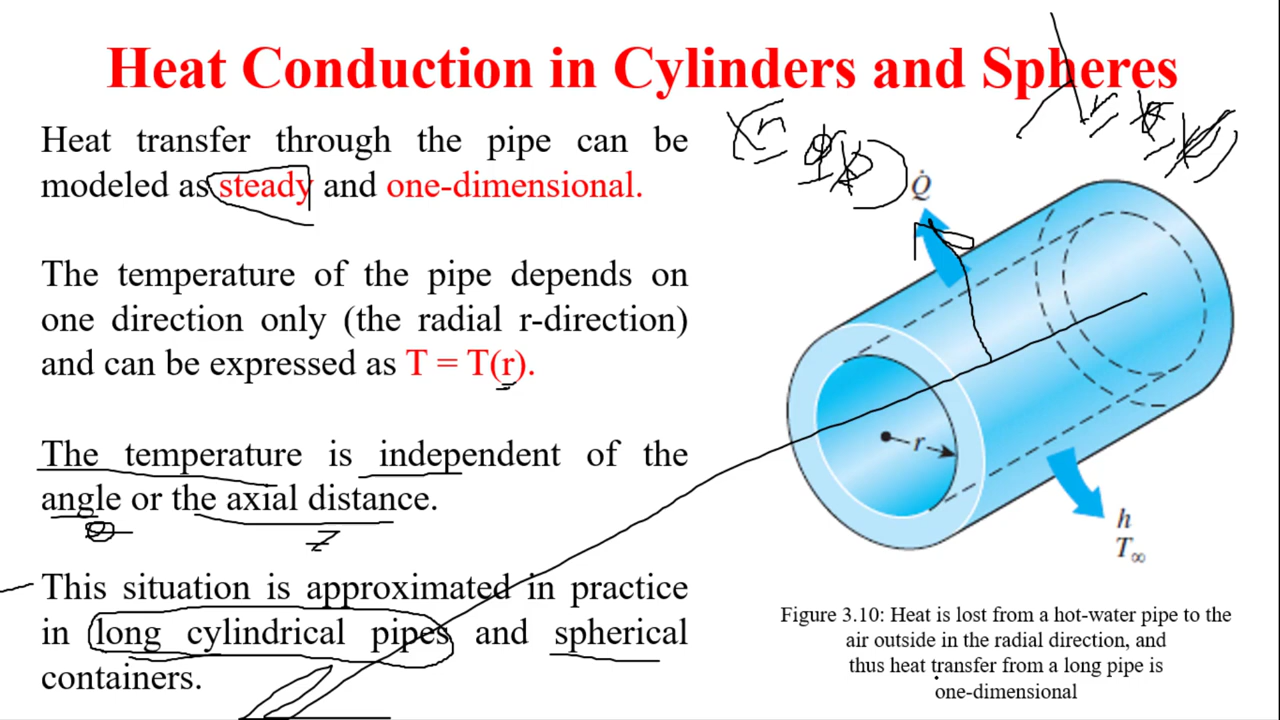 Heat Conduction in Cylinders and Spheres
Heat transfer through the pipe can be
modeled as steady and one-dimensional.
The temperature of the pipe depends on
one direction only (the radial r-direction)
and can be expressed as T = T(r).
The temperature is independent of the
angle or the axial distance.
θ z
This situation is approximated in practice
in long cylindrical pipes and spherical
containers.
Q̇
r
h
T∞
Figure 3.10: Heat is lost from a hot-water pipe to the
air outside in the radial direction, and
thus heat transfer from a long pipe is
one-dimensional